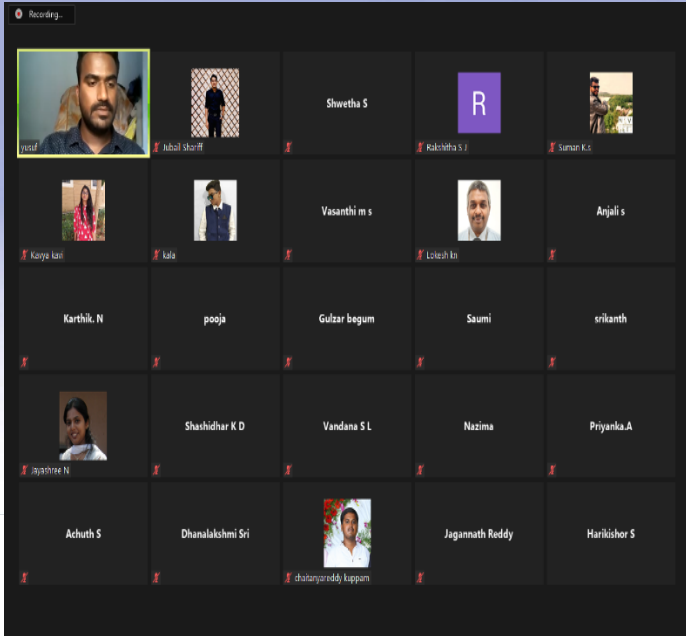 Recording...
yusuf
Jubail Shariff
Shwetha S
R
Rakshitha S J
Suman K.s
Kavya kavi
kala
Vasanthi m s
Lokesh kn
Anjali s
Karthik. N
pooja
Gulzar begum
Saumi
srikanth
Jayashree N
Shashidhar K D
Vandana S L
Nazima
Priyanka.A
Achuth S
Dhanalakshmi Sri
chaitanyareddy kuppam
Jagannath Reddy
Harikishor S